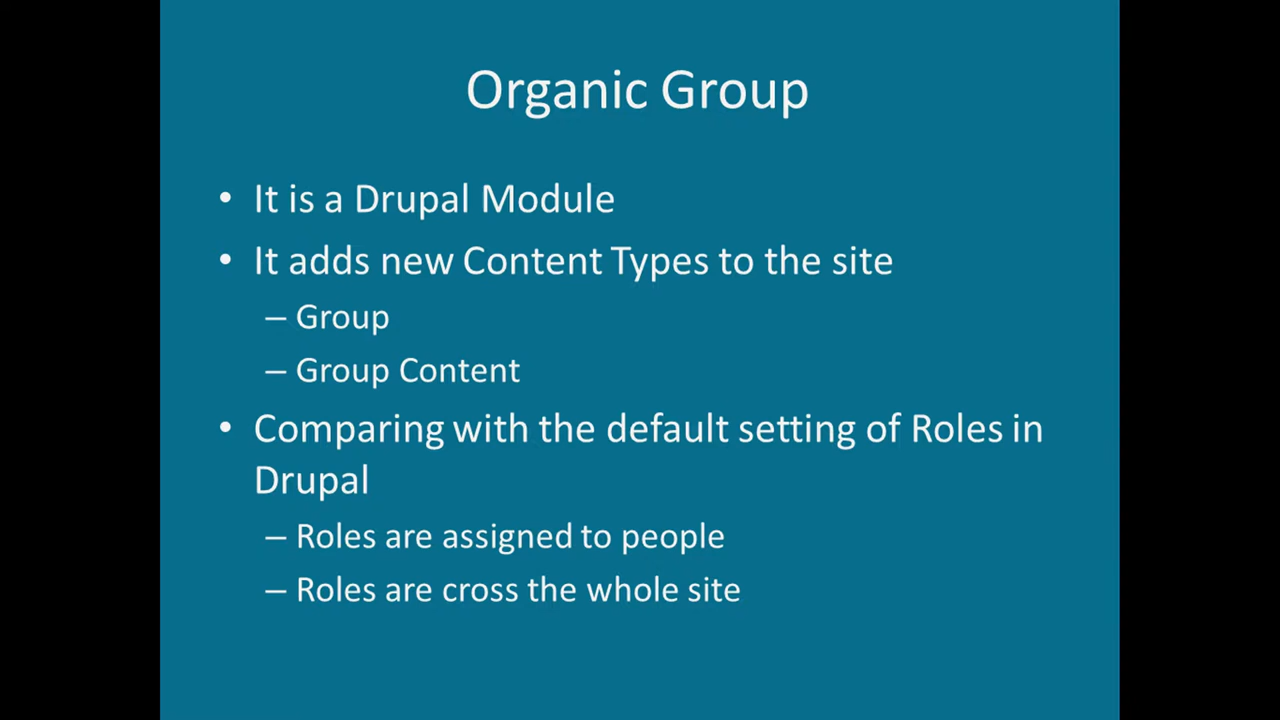 Organic Group
• It is a Drupal Module
• It adds new Content Types to the site
– Group
– Group Content
• Comparing with the default setting of Roles in
Drupal
– Roles are assigned to people
– Roles are cross the whole site